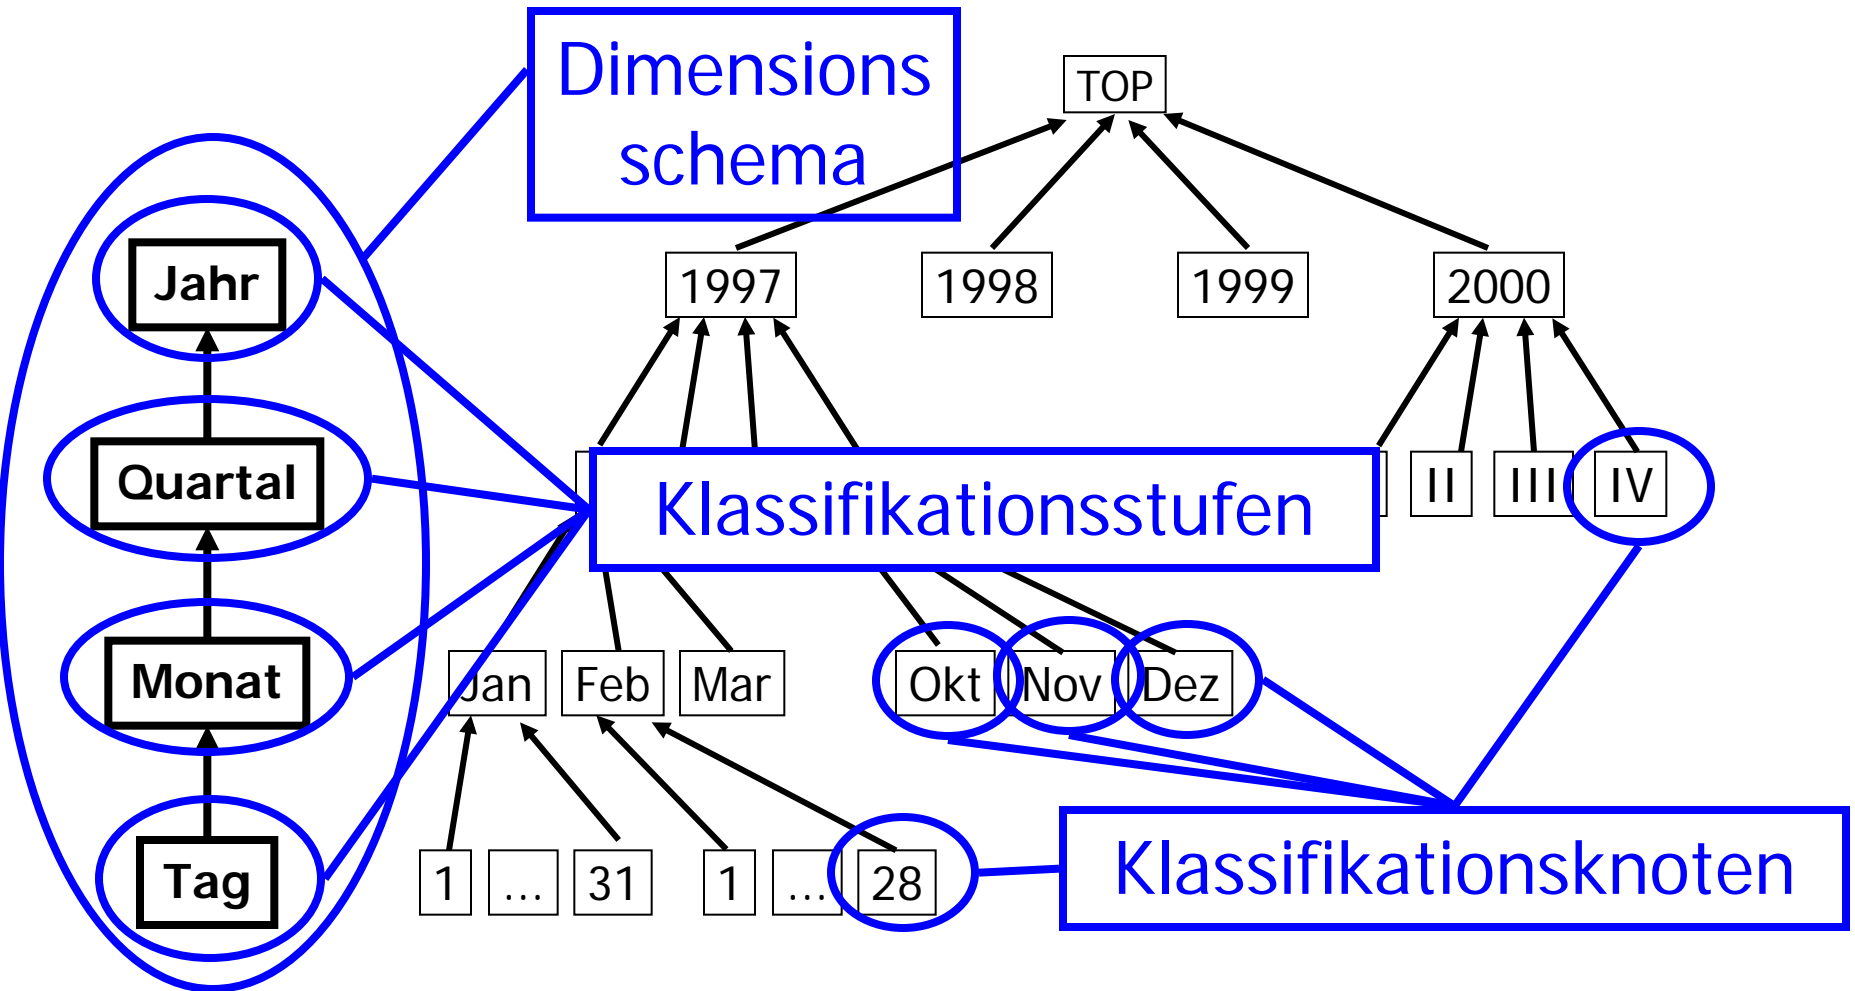 Dimensions
schema
TOP
Jahr
1997
1998
1999
2000
Quartal
Klassifikationsstufen
II
III
IV
Monat
Jan
Feb
Mar
Okt
Nov
Dez
Tag
1
...
31
1
...
28
Klassifikationsknoten